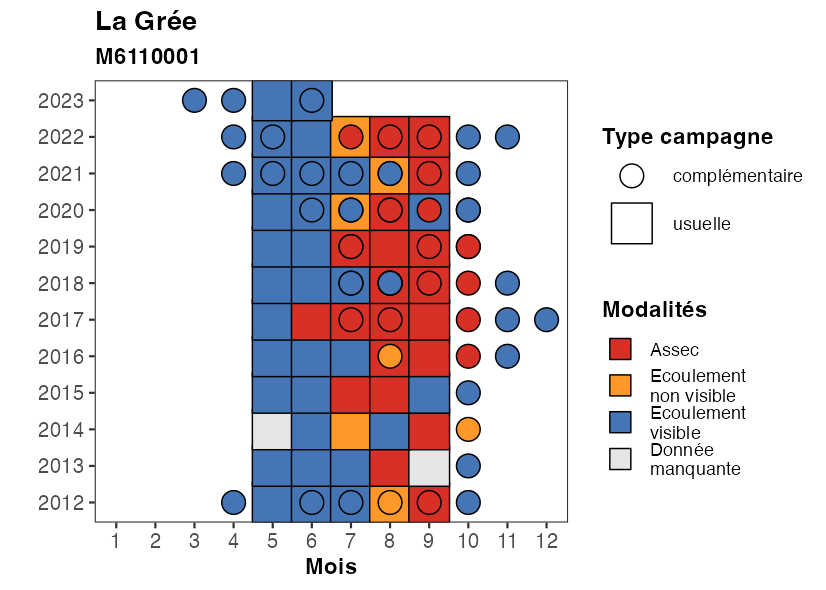 La Grée
M6110001
2023
2022
2021
2020
2019
2018
2017
2016
2015
2014
2013
2012
1 2 3 4 5 6 7 8 9 10 11 12
Mois
Type campagne
complémentaire
usuelle
Modalités
Assec
Ecoulement
non visible
Ecoulement
visible
Donnée
manquante